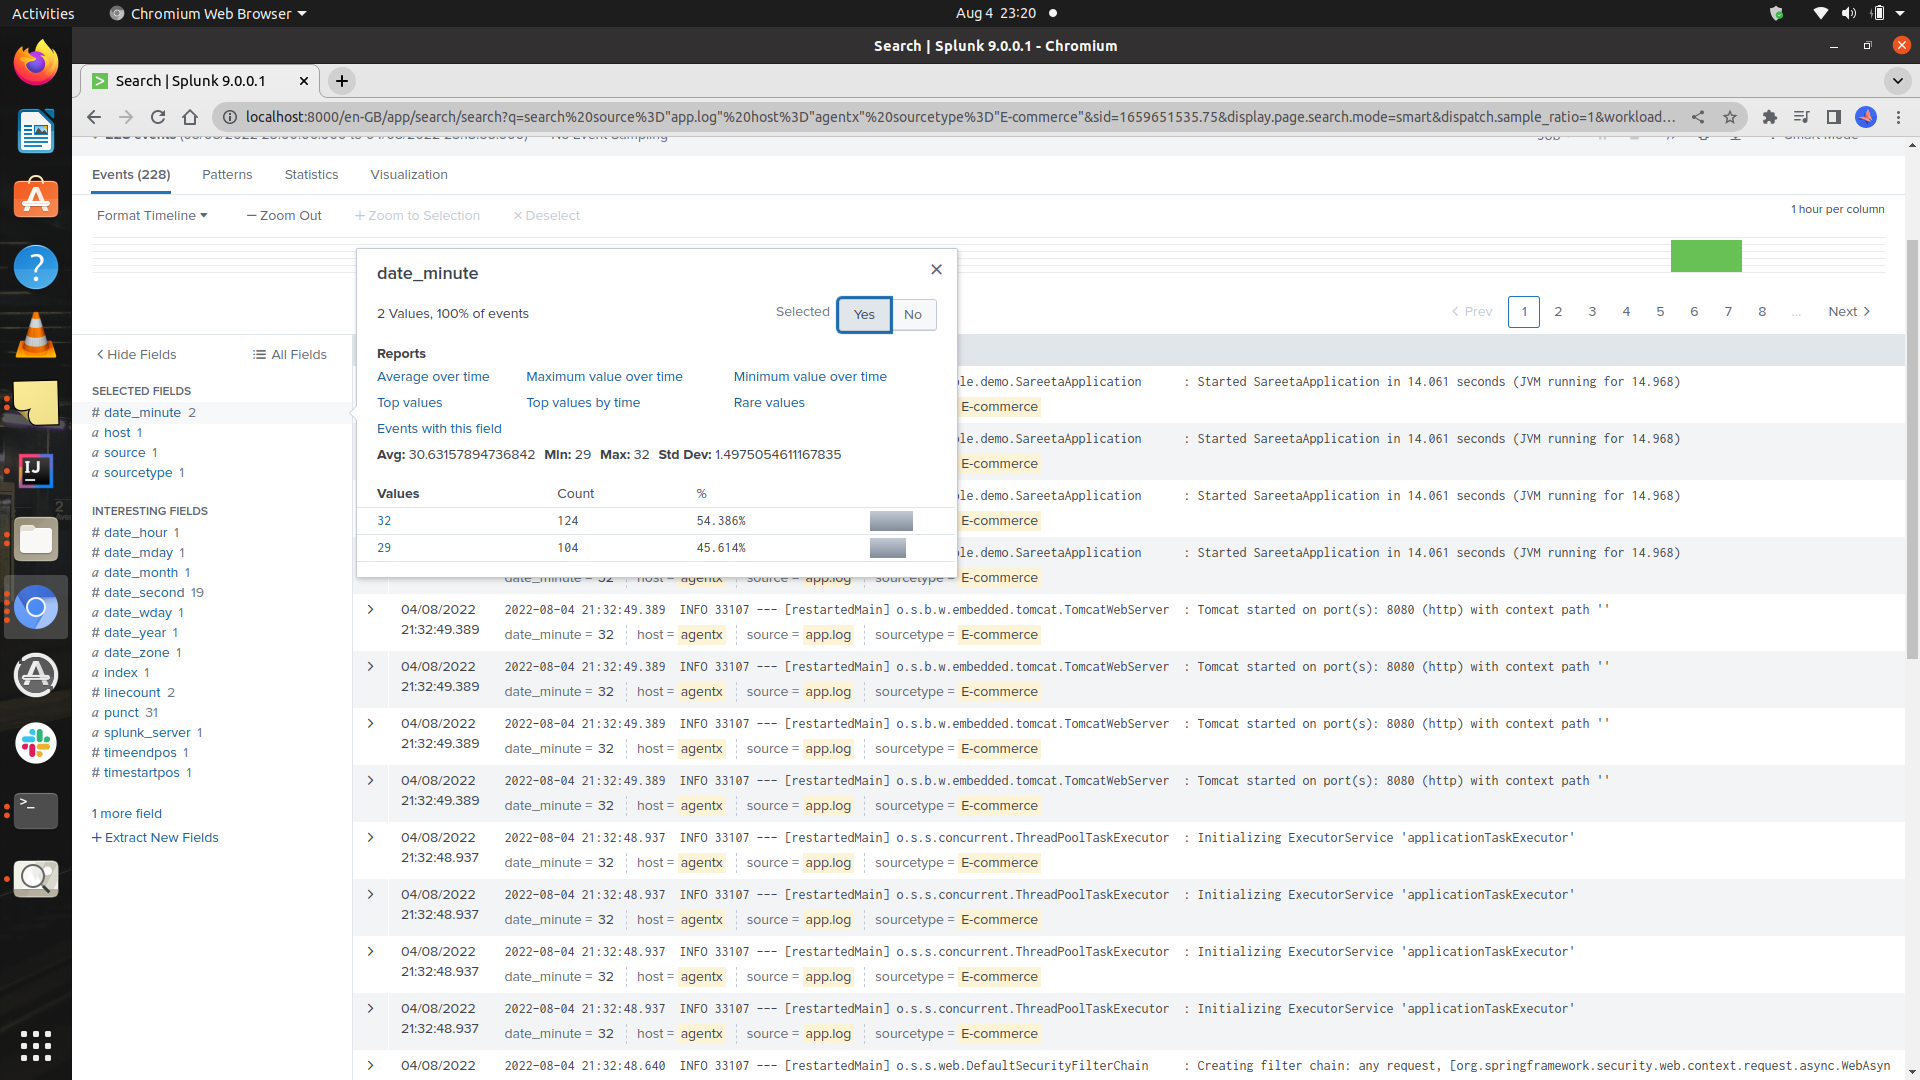 Activities
Chromium Web Browser
Aug 4 23:20
Search | Splunk 9.0.0.1 - Chromium
Search | Splunk 9.0.0.1
localhost:8000/en-GB/app/search/search?q=search%20source%3D"app.log"%20host%3D"agentx"%20sourcetype%3D"E-commerce"&sid=1659651535.75&display.page.search.mode=smart&dispatch.sample_ratio=1&workload...
Events (228)
Patterns
Statistics
Visualization
Format Timeline
Zoom Out
+ Zoom to Selection
× Deselect
1 hour per column
date_minute
2 Values, 100% of events
Selected
Yes
No
Reports
Average over time
Maximum value over time
Minimum value over time
Top values
Top values by time
Rare values
Events with this field
Avg: 30.63157894736842 Min: 29 Max: 32 Std Dev: 1.4975054611167835
Values Count %
32 124 54.386%
29 104 45.614%
Prev
1 2 3 4 5 6 7 8 ... Next
Hide Fields
All Fields
SELECTED FIELDS
# date_minute 2
a host 1
a source 1
a sourcetype 1
INTERESTING FIELDS
# date_hour 1
# date_mday 1
a date_month 1
# date_second 19
a date_wday 1
# date_year 1
a date_zone 1
a index 1
# linecount 2
a punct 31
a splunk_server 1
# timeendpos 1
# timestartpos 1
1 more field
+ Extract New Fields
le.demo.SareetaApplication : Started SareetaApplication in 14.061 seconds (JVM running for 14.968)
E-commerce
le.demo.SareetaApplication : Started SareetaApplication in 14.061 seconds (JVM running for 14.968)
E-commerce
le.demo.SareetaApplication : Started SareetaApplication in 14.061 seconds (JVM running for 14.968)
E-commerce
le.demo.SareetaApplication : Started SareetaApplication in 14.061 seconds (JVM running for 14.968)
date_minute = 32 host = agentx source = app.log sourcetype = E-commerce
04/08/2022 2022-08-04 21:32:49.389 INFO 33107 --- [restartedMain] o.s.b.w.embedded.tomcat.TomcatWebServer : Tomcat started on port(s): 8080 (http) with context path ''
21:32:49.389 date_minute = 32 host = agentx source = app.log sourcetype = E-commerce
04/08/2022 2022-08-04 21:32:49.389 INFO 33107 --- [restartedMain] o.s.b.w.embedded.tomcat.TomcatWebServer : Tomcat started on port(s): 8080 (http) with context path ''
21:32:49.389 date_minute = 32 host = agentx source = app.log sourcetype = E-commerce
04/08/2022 2022-08-04 21:32:49.389 INFO 33107 --- [restartedMain] o.s.b.w.embedded.tomcat.TomcatWebServer : Tomcat started on port(s): 8080 (http) with context path ''
21:32:49.389 date_minute = 32 host = agentx source = app.log sourcetype = E-commerce
04/08/2022 2022-08-04 21:32:49.389 INFO 33107 --- [restartedMain] o.s.b.w.embedded.tomcat.TomcatWebServer : Tomcat started on port(s): 8080 (http) with context path ''
21:32:49.389 date_minute = 32 host = agentx source = app.log sourcetype = E-commerce
04/08/2022 2022-08-04 21:32:48.937 INFO 33107 --- [restartedMain] o.s.s.concurrent.ThreadPoolTaskExecutor : Initializing ExecutorService 'applicationTaskExecutor'
21:32:48.937 date_minute = 32 host = agentx source = app.log sourcetype = E-commerce
04/08/2022 2022-08-04 21:32:48.937 INFO 33107 --- [restartedMain] o.s.s.concurrent.ThreadPoolTaskExecutor : Initializing ExecutorService 'applicationTaskExecutor'
21:32:48.937 date_minute = 32 host = agentx source = app.log sourcetype = E-commerce
04/08/2022 2022-08-04 21:32:48.937 INFO 33107 --- [restartedMain] o.s.s.concurrent.ThreadPoolTaskExecutor : Initializing ExecutorService 'applicationTaskExecutor'
21:32:48.937 date_minute = 32 host = agentx source = app.log sourcetype = E-commerce
04/08/2022 2022-08-04 21:32:48.937 INFO 33107 --- [restartedMain] o.s.s.concurrent.ThreadPoolTaskExecutor : Initializing ExecutorService 'applicationTaskExecutor'
21:32:48.937 date_minute = 32 host = agentx source = app.log sourcetype = E-commerce
04/08/2022 2022-08-04 21:32:48.640 INFO 33107 --- [restartedMain] o.s.s.web.DefaultSecurityFilterChain : Creating filter chain: any request, [org.springframework.security.web.context.request.async.WebAsyn